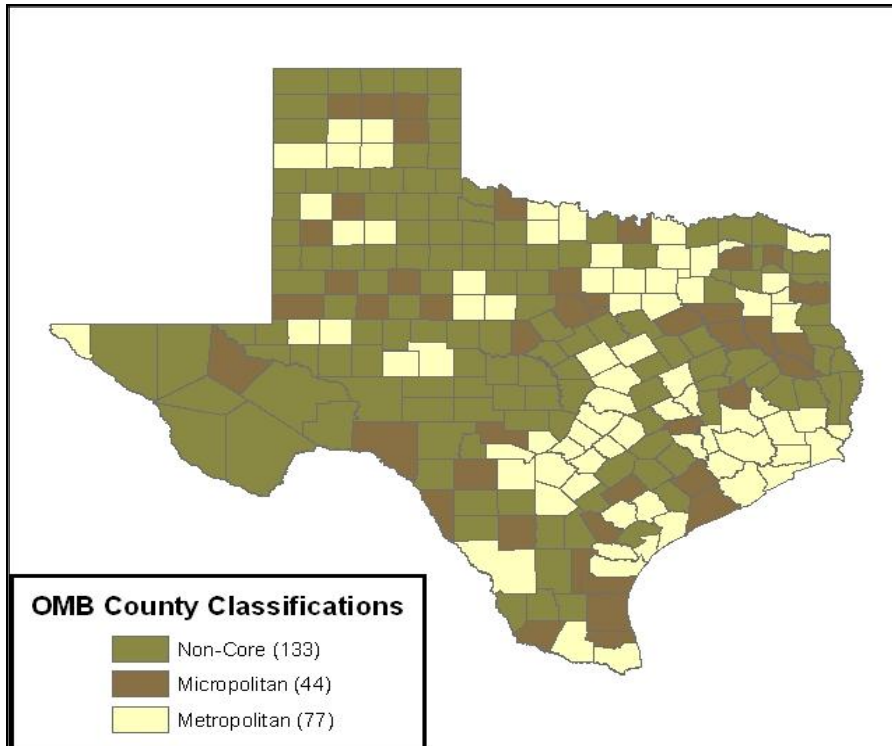 OMB County Classifications
Non-Core (133)
Micropolitan (44)
Metropolitan (77)